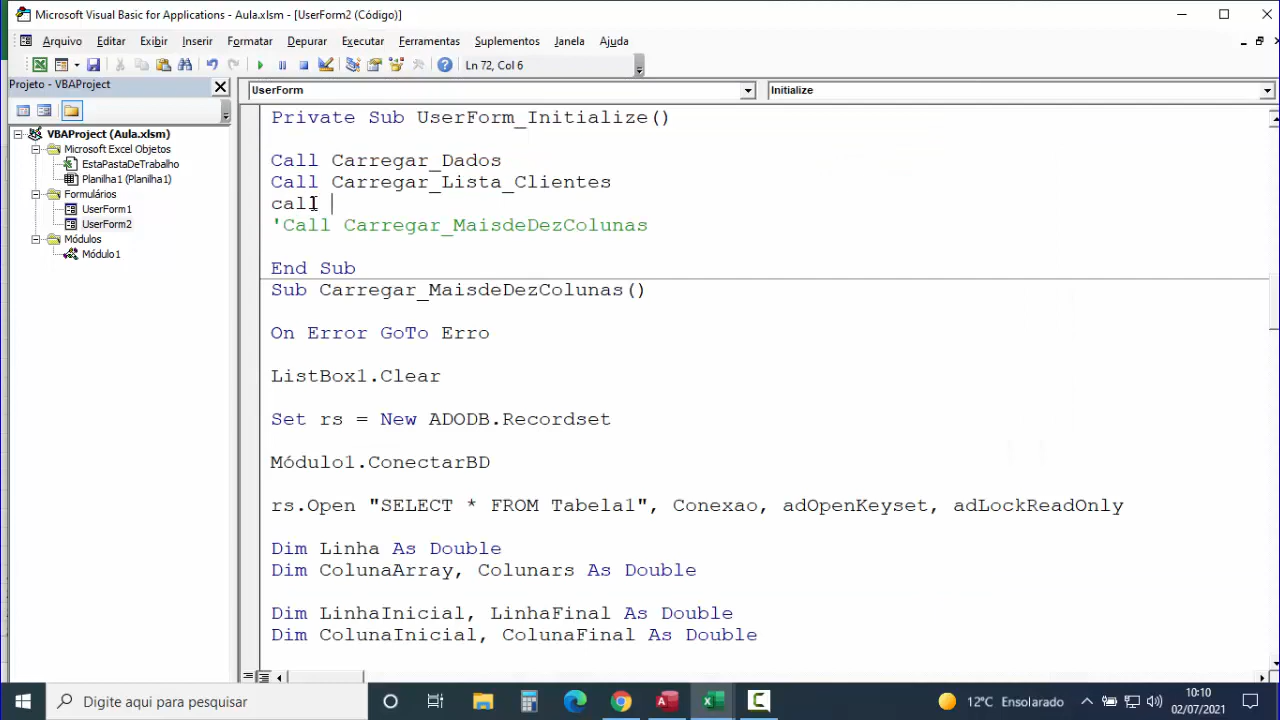 Microsoft Visual Basic for Applications - Aula.xlsm - [UserForm2 (Código)]
Arquivo Editar Exibir Inserir Formatar Depurar Executar Ferramentas Suplementos Janela Ajuda
Ln 72, Col 6
Projeto - VBAProject
UserForm
Initialize
VBAProject (Aula.xlsm)
Microsoft Excel Objetos
EstaPastaDeTrabalho
Planilha1 (Planilha1)
Formulários
UserForm1
UserForm2
Módulos
Módulo1
Private Sub UserForm_Initialize()
Call Carregar_Dados
Call Carregar_Lista_Clientes
call
'Call Carregar_MaisdeDezColunas
End Sub
Sub Carregar_MaisdeDezColunas()
On Error GoTo Erro
ListBox1.Clear
Set rs = New ADODB.Recordset
Módulo1.ConectarBD
rs.Open "SELECT * FROM Tabela1", Conexao, adOpenKeyset, adLockReadOnly
Dim Linha As Double
Dim ColunaArray, Colunars As Double
Dim LinhaInicial, LinhaFinal As Double
Dim ColunaInicial, ColunaFinal As Double
Digite aqui para pesquisar
12°C Ensolarado
10:10
02/07/2021